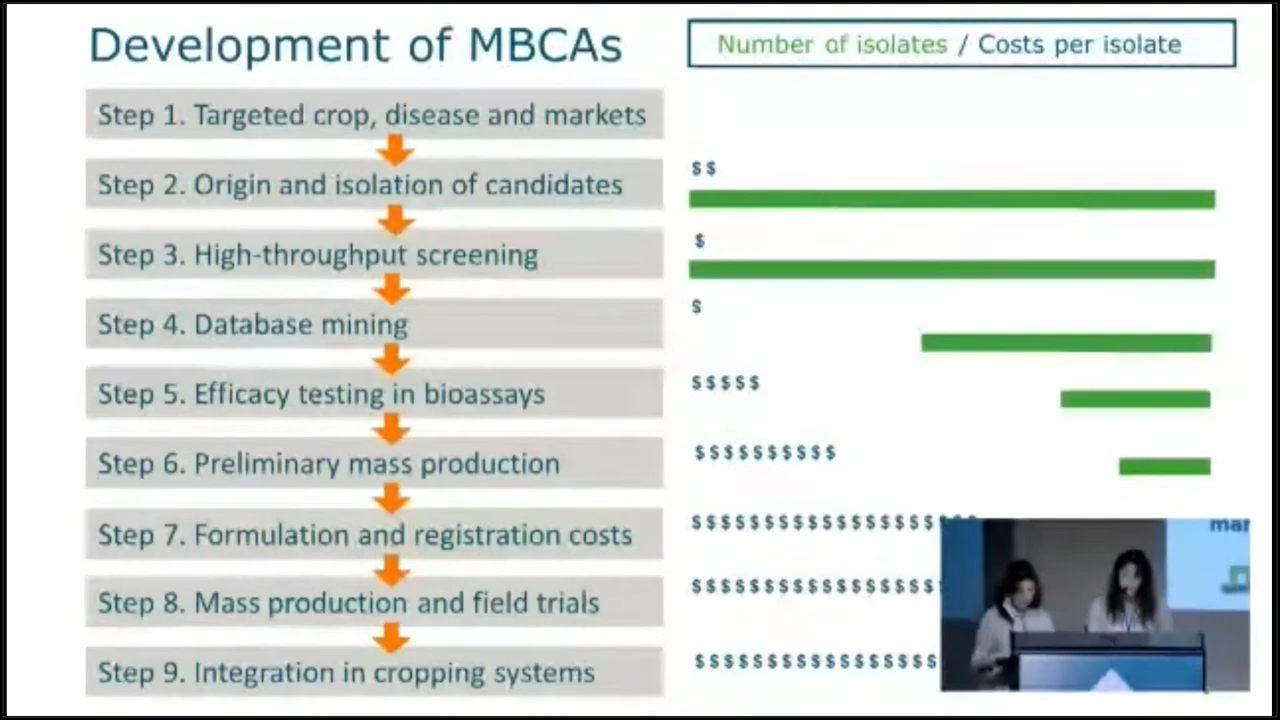 Development of MBCAs
Number of isolates / Costs per isolate
Step 1. Targeted crop, disease and markets
$$
Step 2. Origin and isolation of candidates
$
Step 3. High-throughput screening
$
Step 4. Database mining
$$$$$
Step 5. Efficacy testing in bioassays
$$$$$$$$$$
Step 6. Preliminary mass production
Step 7. Formulation and registration costs
Step 8. Mass production and field trials
Step 9. Integration in cropping systems